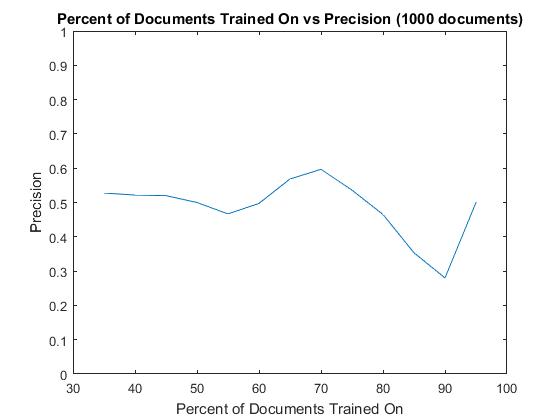 Percent of Documents Trained On vs Precision (1000 documents)
1
0.9
0.8
0.7
0.6
0.5
0.4
0.3
0.2
0.1
0
Precision
30 40 50 60 70 80 90 100
Percent of Documents Trained On